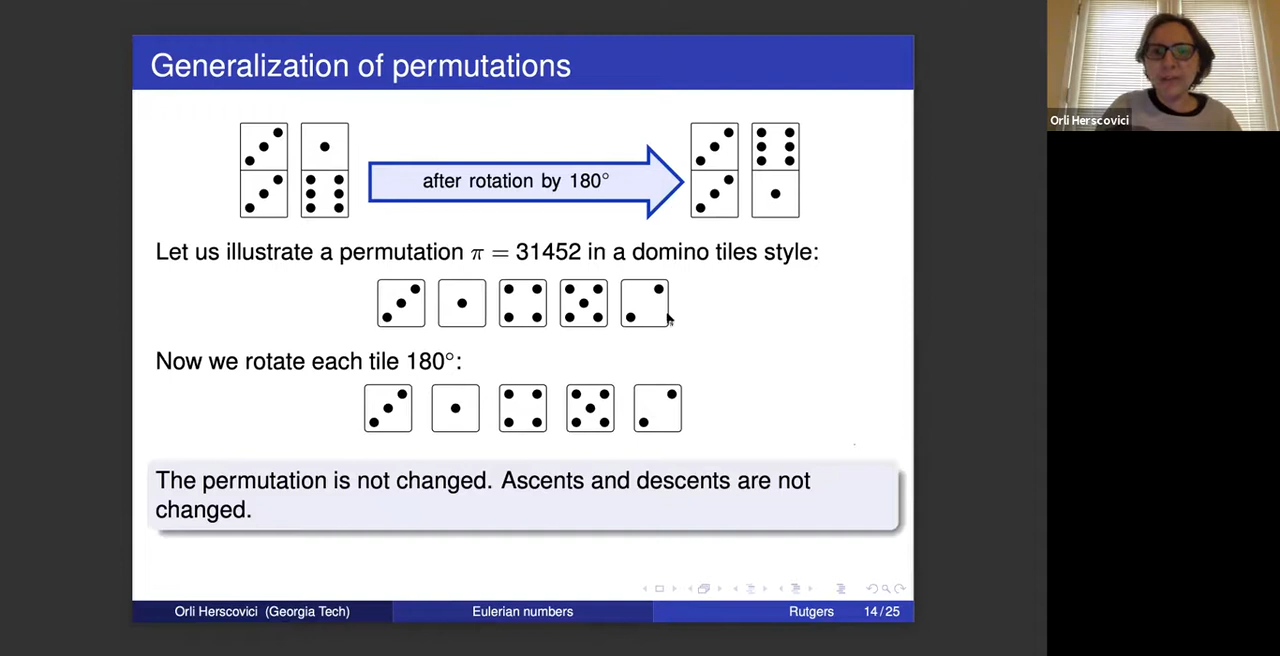 Generalization of permutations
after rotation by 180°
Let us illustrate a permutation π = 31452 in a domino tiles style:
Now we rotate each tile 180°:
The permutation is not changed. Ascents and descents are not
changed.
Orli Herscovici (Georgia Tech)
Eulerian numbers
Rutgers
14/25
Orli Herscovici